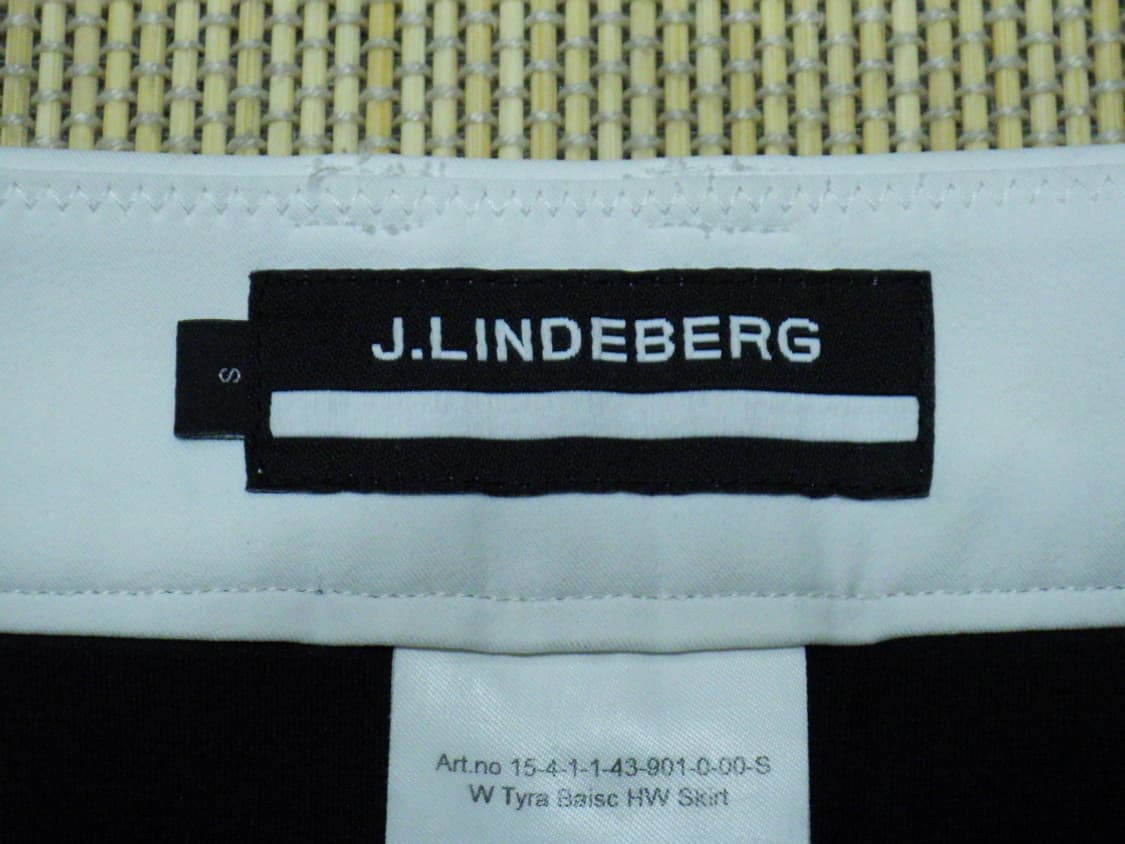 J.LINDEBERG
S
Art.no 15-4-1-1-43-901-0-00-S
W Tyra Baisc HW Skirt